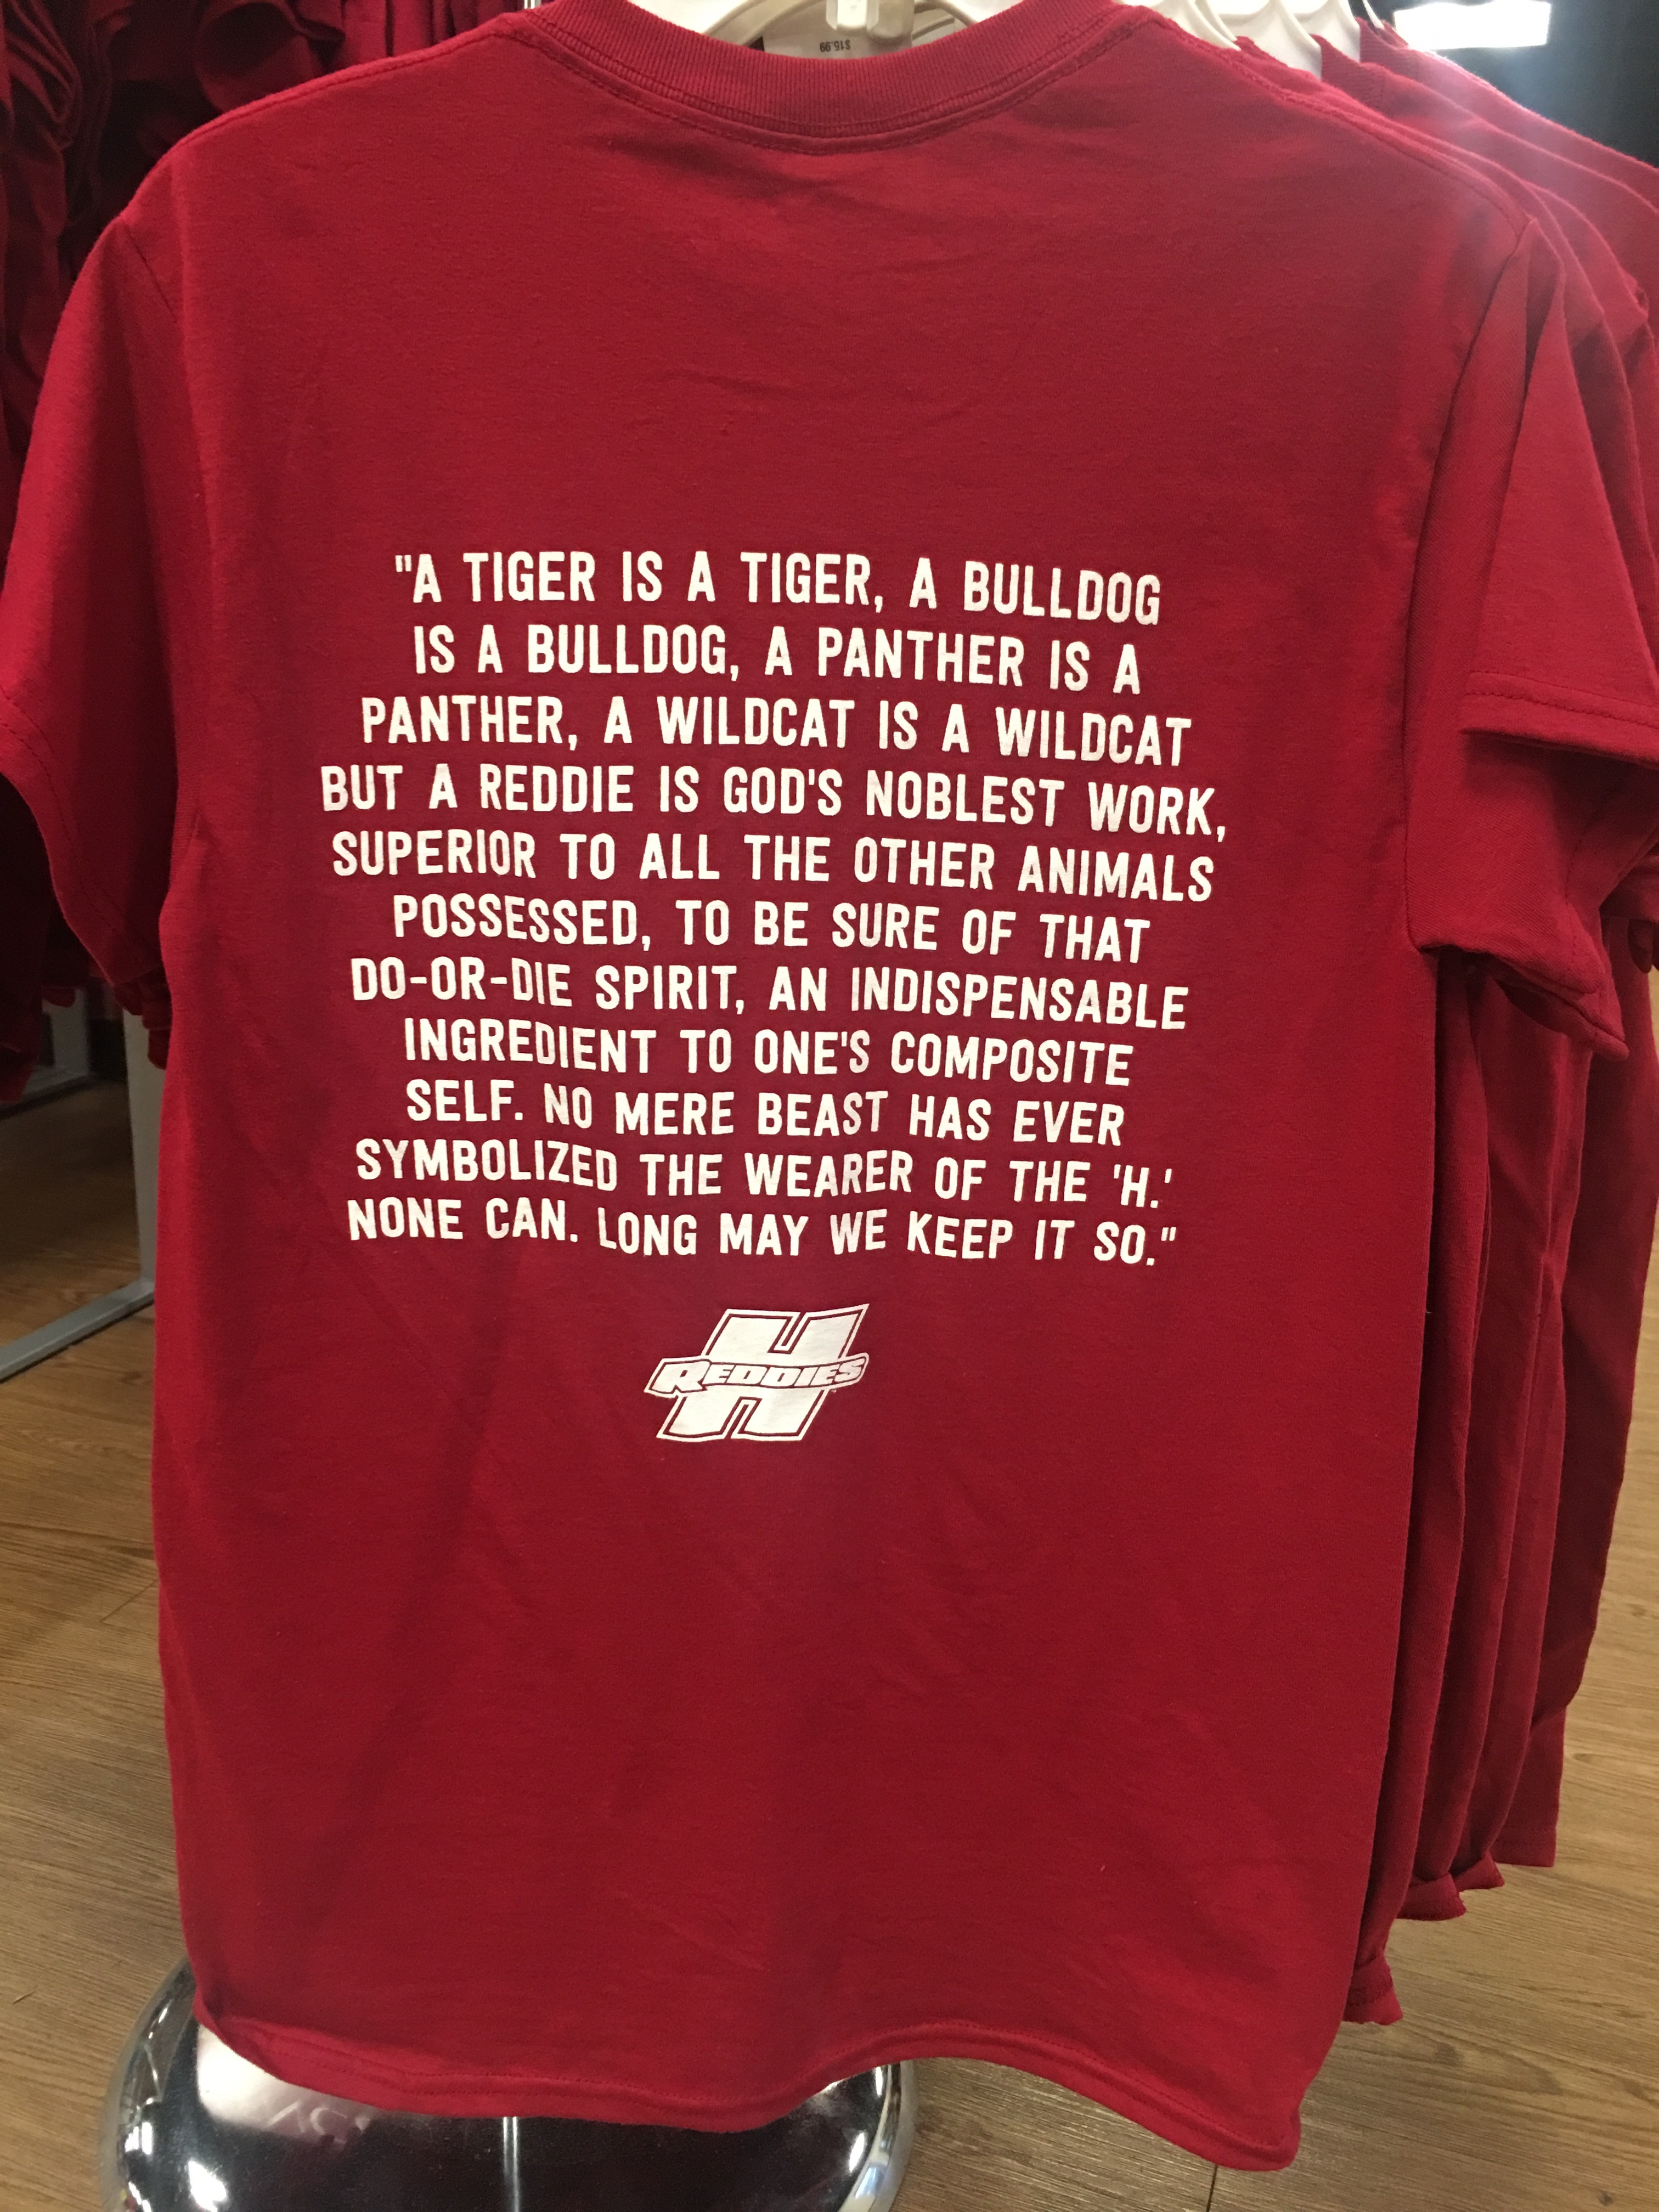 $15.99
"A TIGER IS A TIGER, A BULLDOG
IS A BULLDOG, A PANTHER IS A
PANTHER, A WILDCAT IS A WILDCAT
BUT A REDDIE IS GOD'S NOBLEST WORK,
SUPERIOR TO ALL THE OTHER ANIMALS
POSSESSED, TO BE SURE OF THAT
DO-OR-DIE SPIRIT, AN INDISPENSABLE
INGREDIENT TO ONE'S COMPOSITE
SELF. NO MERE BEAST HAS EVER
SYMBOLIZED THE WEARER OF THE 'H.'
NONE CAN. LONG MAY WE KEEP IT SO."
H
REDDIES